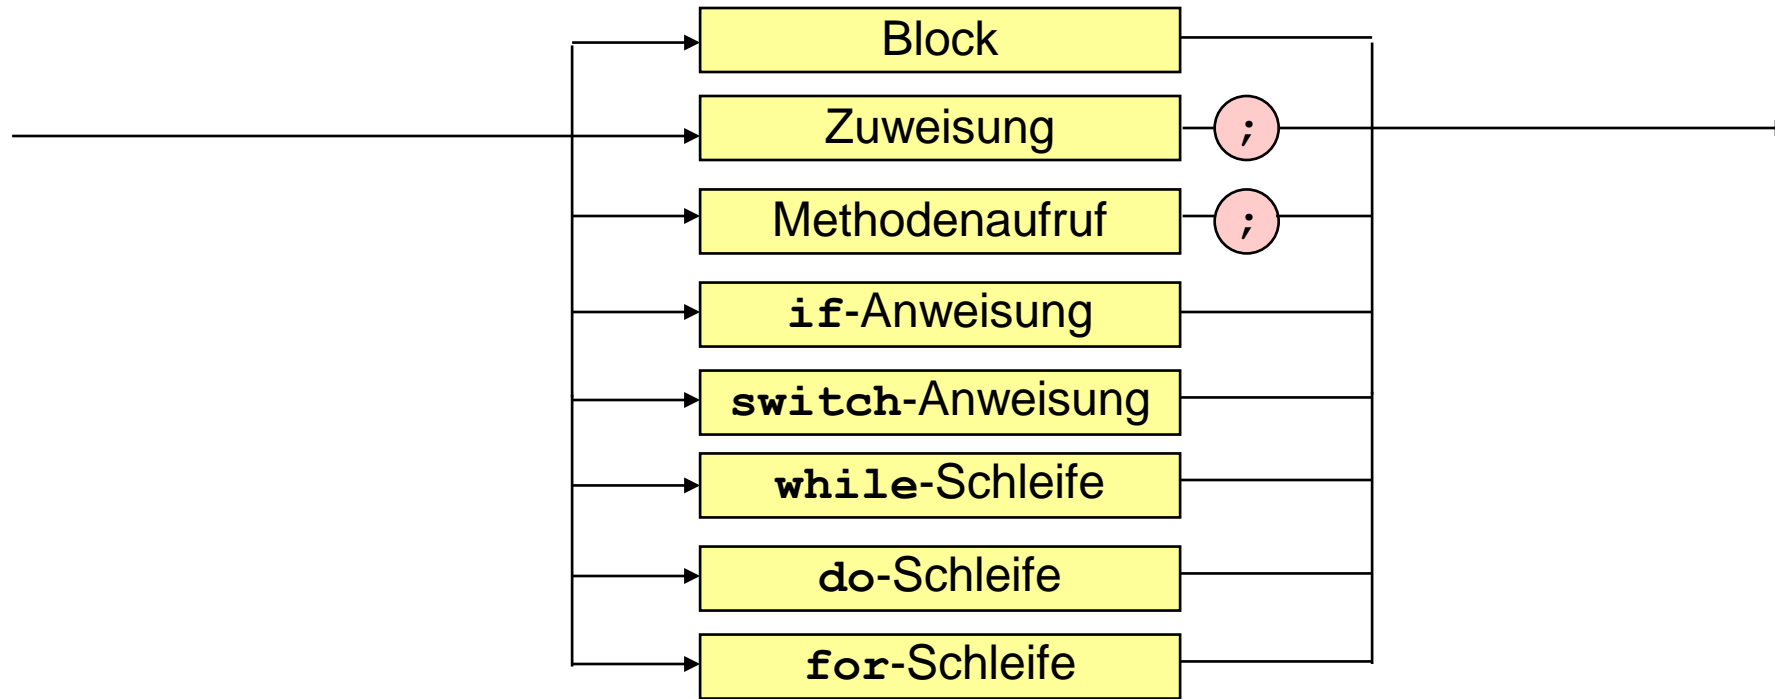 Block
Zuweisung ;
Methodenaufruf ;
if-Anweisung
switch-Anweisung
while-Schleife
do-Schleife
for-Schleife